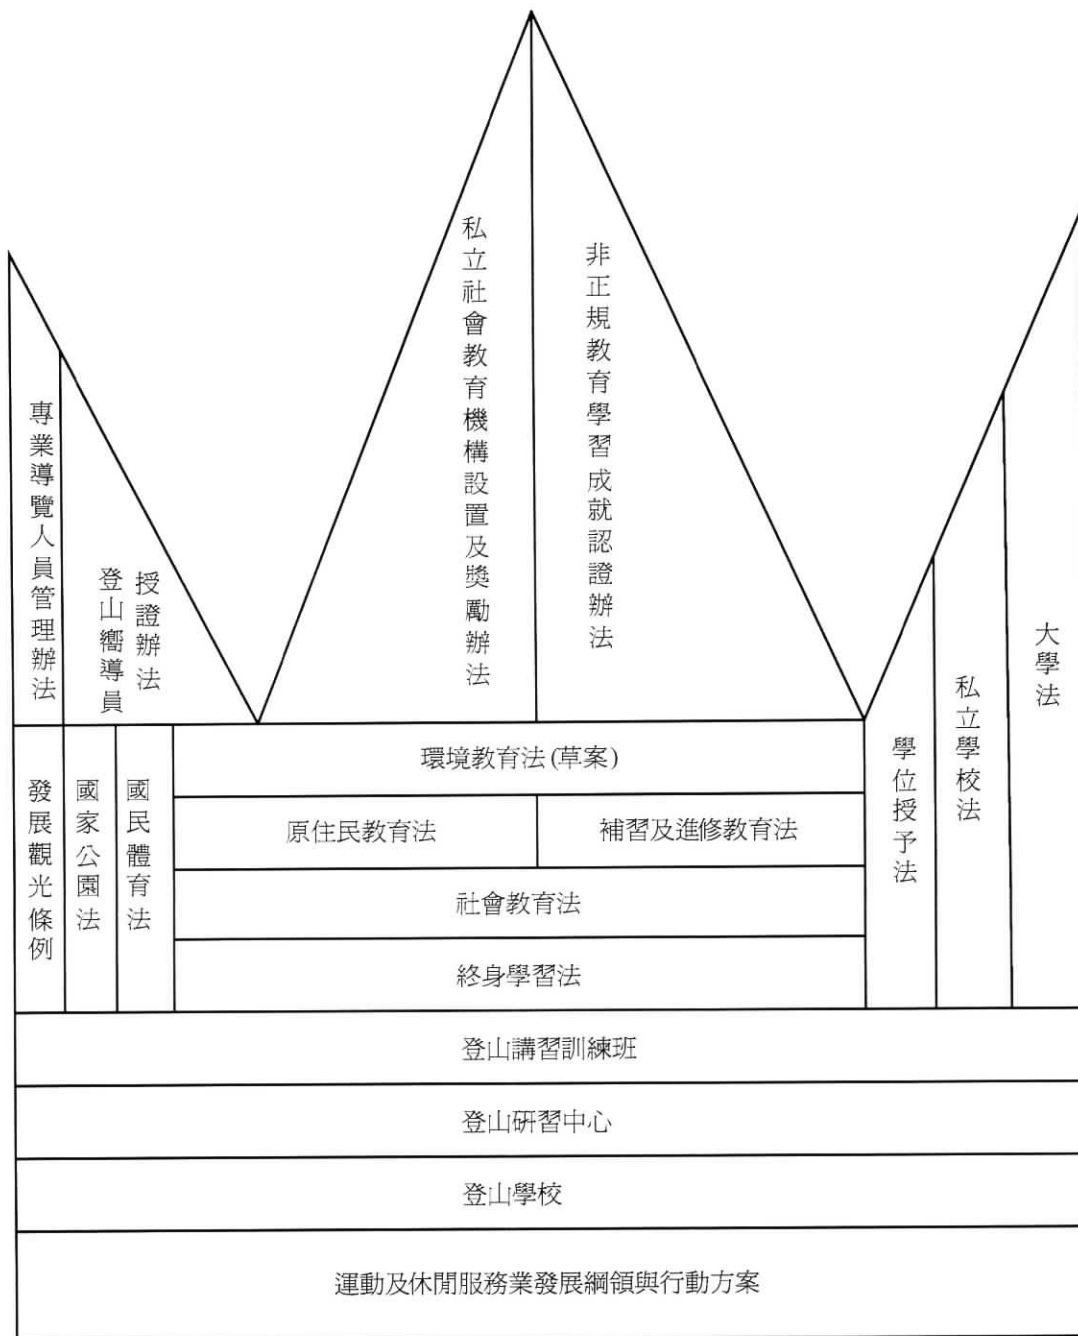 私立社會教育機構設置及獎勵辦法
非正規教育學習成就認證辦法
專業導覽人員管理辦法
登山嚮導員
授證辦法
大學法
私立學校法
學位授予法
發展觀光條例
國家公園法
國民體育法
環境教育法(草案)
原住民教育法
補習及進修教育法
社會教育法
終身學習法
登山講習訓練班
登山研習中心
登山學校
運動及休閒服務業發展綱領與行動方案